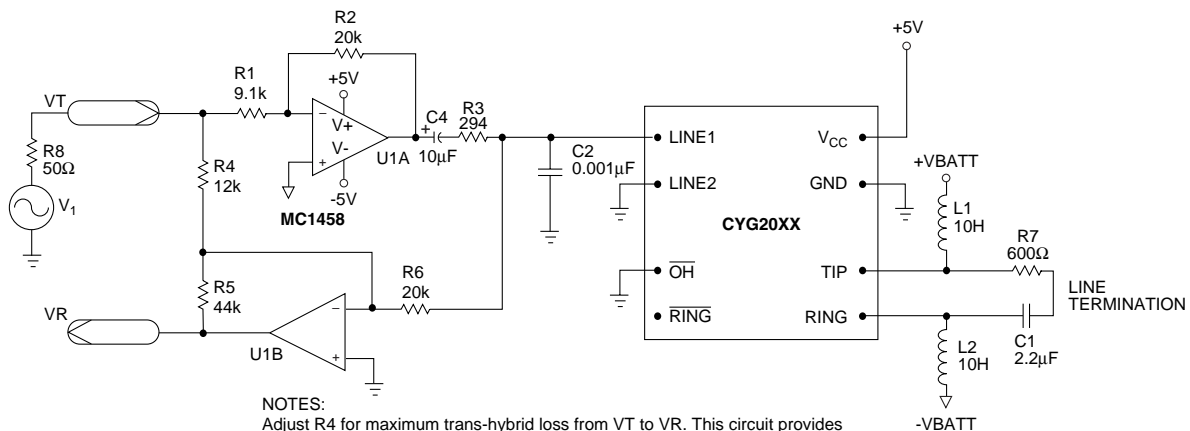 R2
20k
R1
9.1k
+5V
VT
R8
50Ω
V1
R4
12k
V+
V-
−
+
U1A
-5V
MC1458
+
C4
10µF
R3
294
C2
0.001µF
LINE1
LINE2
OH
RING
CYG20XX
VCC
GND
TIP
RING
+5V
+VBATT
L1
10H
R7
600Ω
LINE
TERMINATION
C1
2.2µF
L2
10H
-VBATT
R5
44k
R6
20k
VR
−
+
U1B
NOTES:
Adjust R4 for maximum trans-hybrid loss from VT to VR. This circuit provides